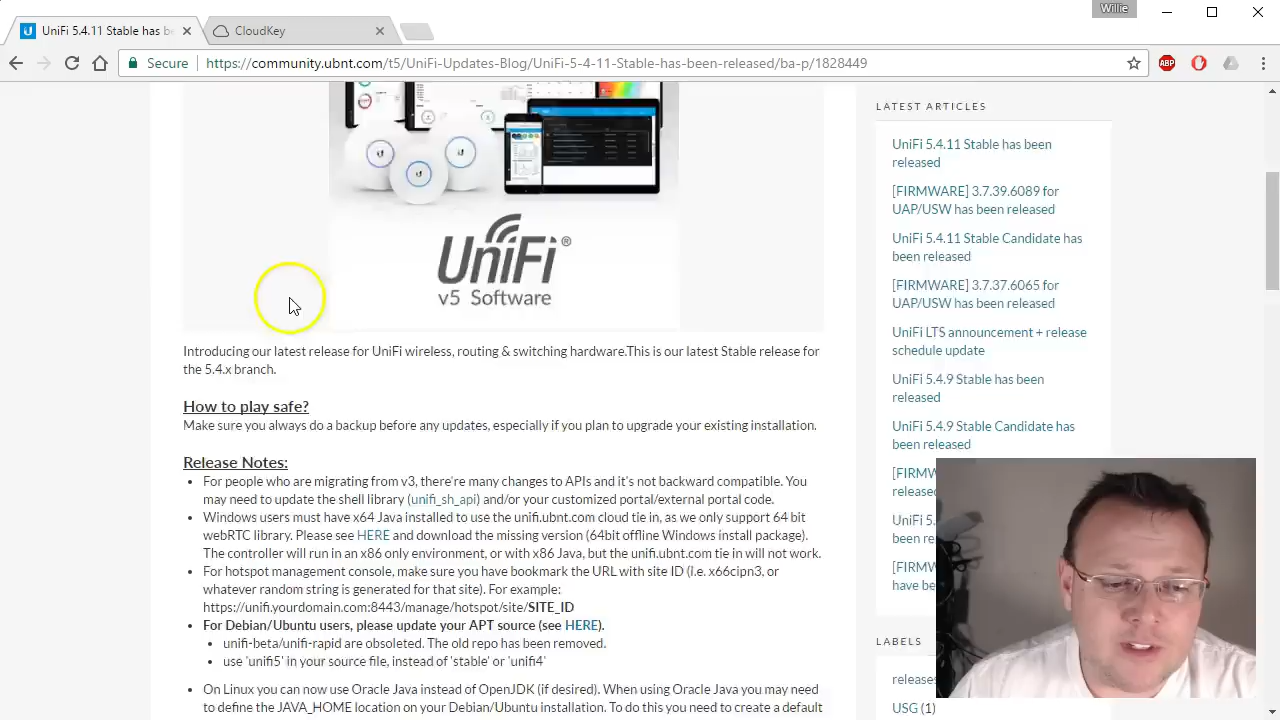 Willie
UniFi 5.4.11 Stable has be
CloudKey
Secure
https://community.ubnt.com/t5/UniFi-Updates-Blog/UniFi-5-4-11-Stable-has-been-released/ba-p/1828449
ABP
UniFi®
v5 Software
Introducing our latest release for UniFi wireless, routing & switching hardware.This is our latest Stable release for
the 5.4.x branch.
How to play safe?
Make sure you always do a backup before any updates, especially if you plan to upgrade your existing installation.
Release Notes:
• For people who are migrating from v3, there're many changes to APIs and it's not backward compatible. You
may need to update the shell library (unifi_sh_api) and/or your customized portal/external portal code.
• Windows users must have x64 Java installed to use the unifi.ubnt.com cloud tie in, as we only support 64 bit
webRTC library. Please see HERE and download the missing version (64bit offline Windows install package).
The controller will run in an x86 only environment, or with x86 Java, but the unifi.ubnt.com tie in will not work.
• For hotspot management console, make sure you have bookmark the URL with site ID (I.e. x66cipn3, or
whatever random string is generated for that site). For example:
https://unifi.yourdomain.com:8443/manage/hotspot/site/SITE_ID
• For Debian/Ubuntu users, please update your APT source (see HERE).
• unifi-beta/unifi-rapid are obsoleted. The old repo has been removed.
• use 'unifi5' in your source file, instead of 'stable' or 'unifi4'
• On Linux you can now use Oracle Java instead of OpenJDK (if desired). When using Oracle Java you may need
to define the JAVA_HOME location on your Debian/Ubuntu installation. To do this you need to create a default
LATEST ARTICLES
UniFi 5.4.11 Stable has been
released
[FIRMWARE] 3.7.39.6089 for
UAP/USW has been released
UniFi 5.4.11 Stable Candidate has
been released
[FIRMWARE] 3.7.37.6065 for
UAP/USW has been released
UniFi LTS announcement + release
schedule update
UniFi 5.4.9 Stable has been
released
UniFi 5.4.9 Stable Candidate has
been released
[FIRMW
released
UniFi 5.
been re
[FIRMW
have be
LABELS
releases
USG (1)